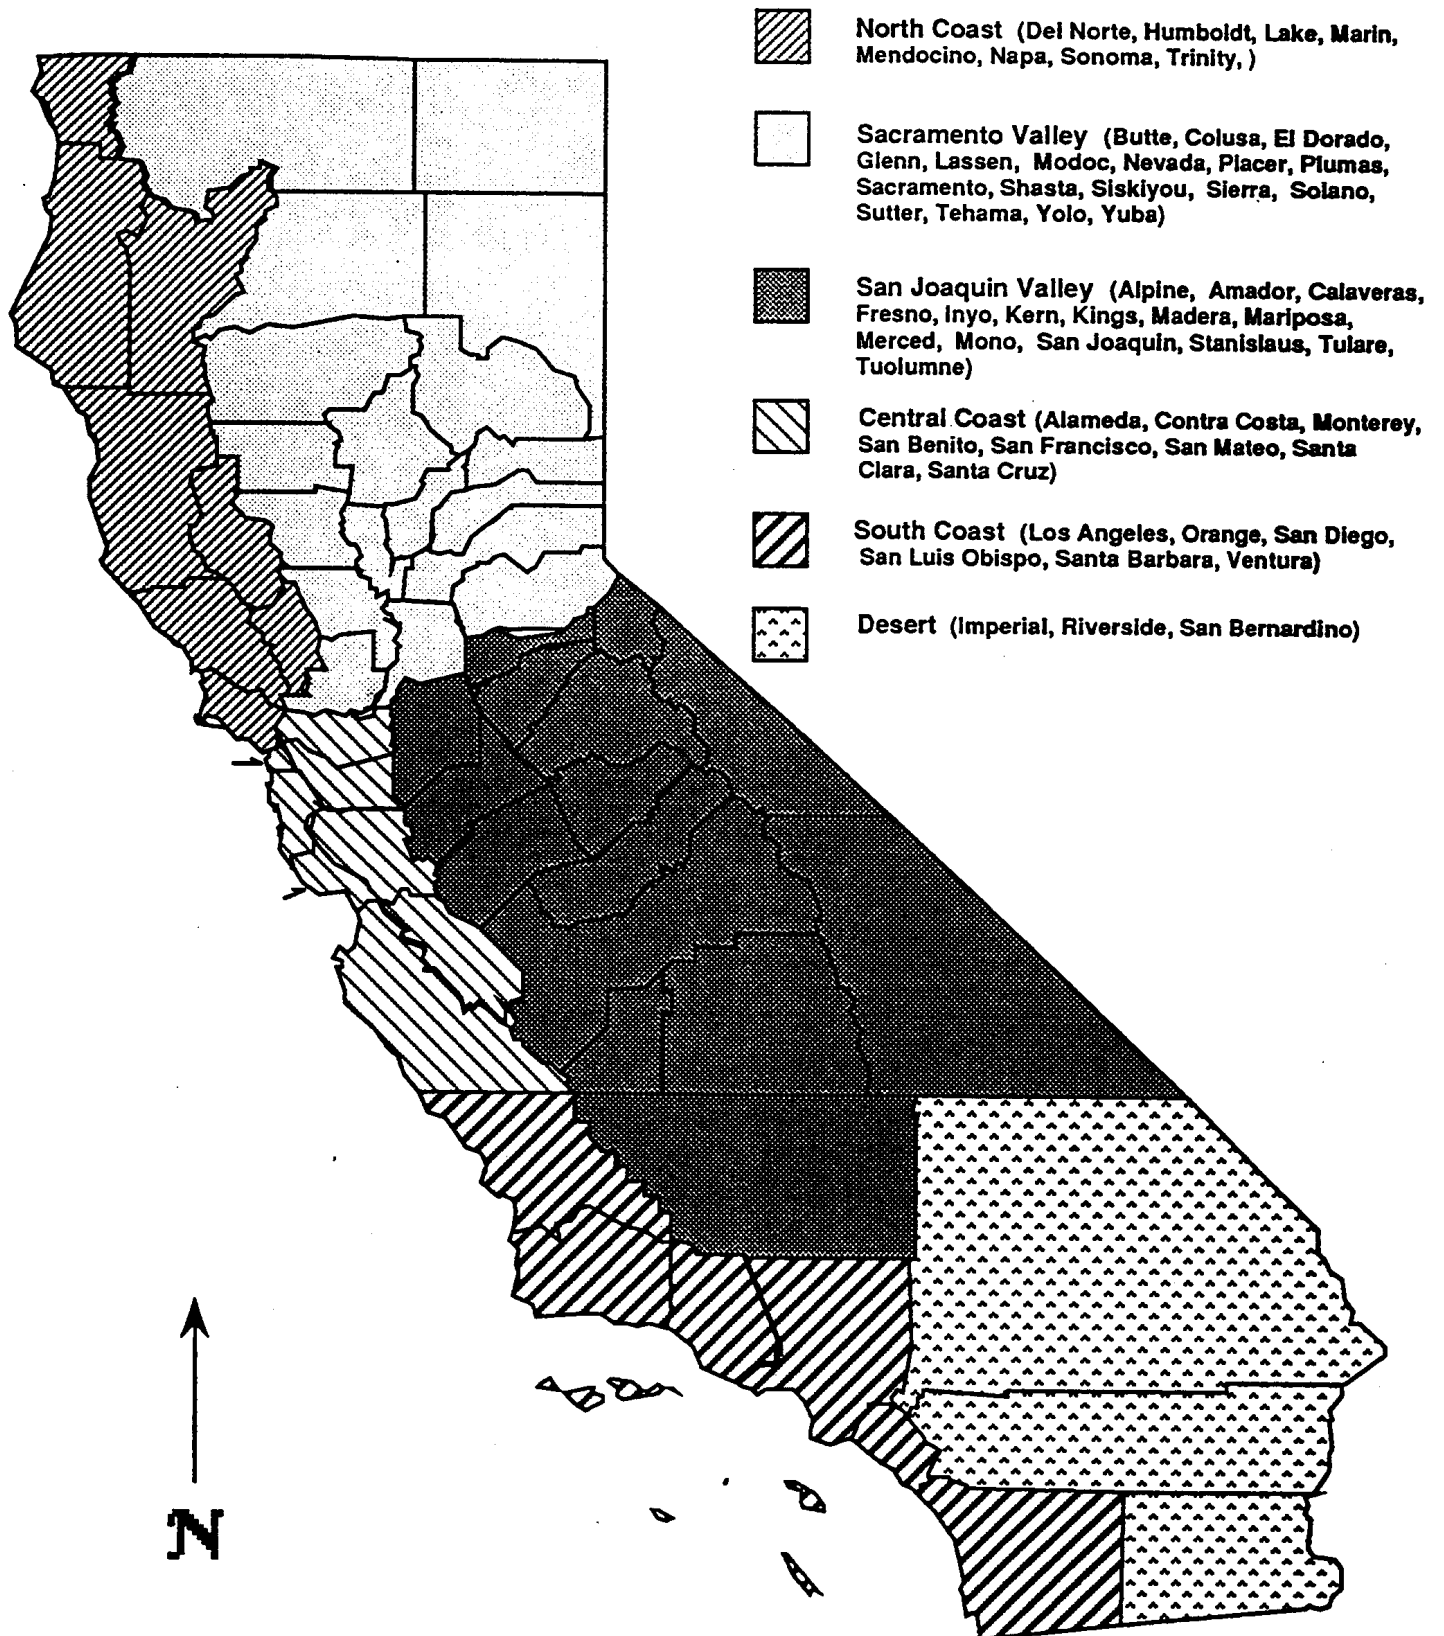 North Coast (Del Norte, Humboldt, Lake, Marin,
Mendocino, Napa, Sonoma, Trinity, )
Sacramento Valley (Butte, Colusa, El Dorado,
Glenn, Lassen, Modoc, Nevada, Placer, Plumas,
Sacramento, Shasta, Siskiyou, Sierra, Solano,
Sutter, Tehama, Yolo, Yuba)
San Joaquin Valley (Alpine, Amador, Calaveras,
Fresno, Inyo, Kern, Kings, Madera, Mariposa,
Merced, Mono, San Joaquin, Stanislaus, Tulare,
Tuolumne)
Central Coast (Alameda, Contra Costa, Monterey,
San Benito, San Francisco, San Mateo, Santa
Clara, Santa Cruz)
South Coast (Los Angeles, Orange, San Diego,
San Luis Obispo, Santa Barbara, Ventura)
Desert (Imperial, Riverside, San Bernardino)
N